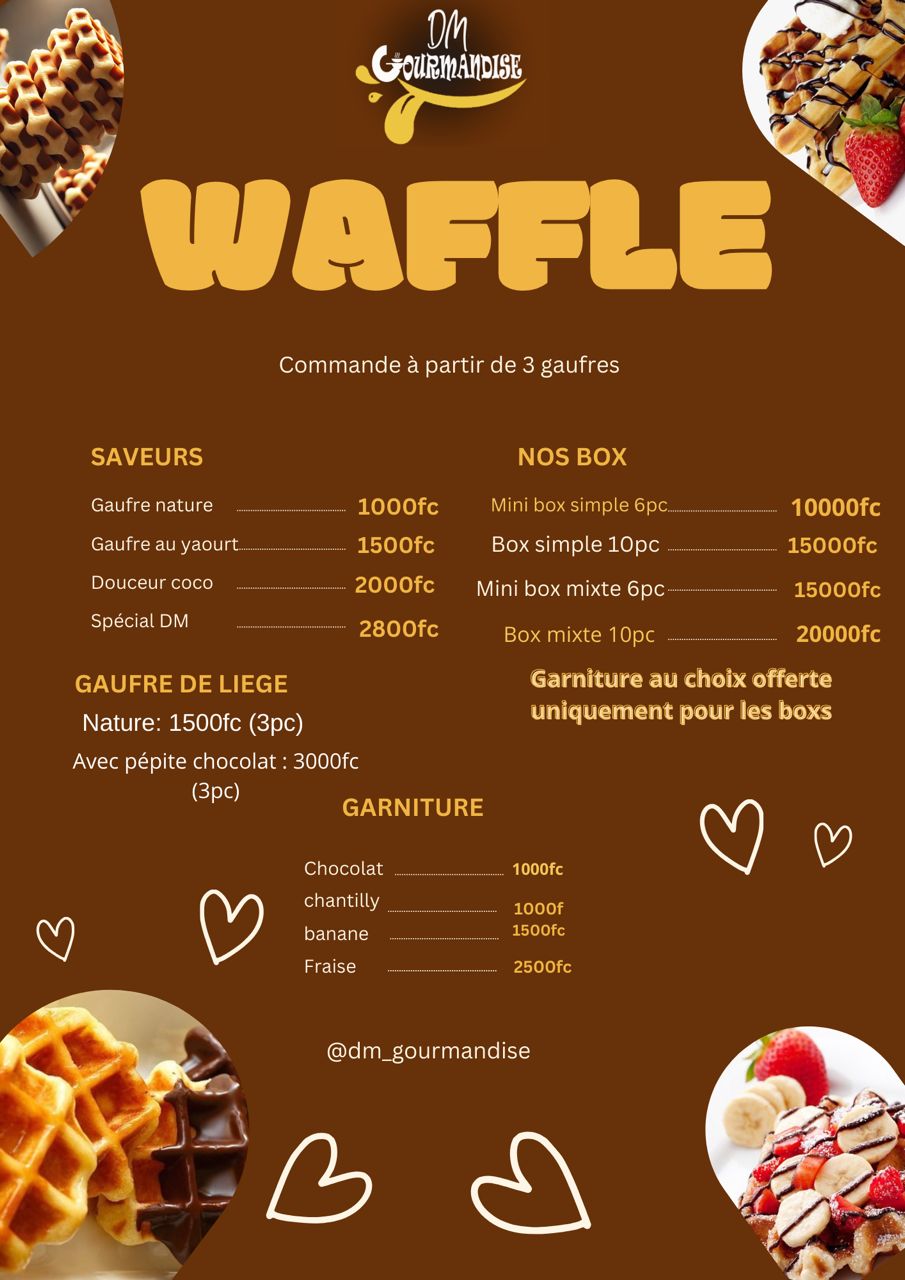 DM
GOURMANDISE
WAFFLE
Commande à partir de 3 gaufres
SAVEURS
Gaufre nature 1000fc
Gaufre au yaourt 1500fc
Douceur coco 2000fc
Spécial DM 2800fc
NOS BOX
Mini box simple 6pc 10000fc
Box simple 10pc 15000fc
Mini box mixte 6pc 15000fc
Box mixte 10pc 20000fc
Garniture au choix offerte
uniquement pour les boxs
GAUFRE DE LIEGE
Nature: 1500fc (3pc)
Avec pépite chocolat : 3000fc
(3pc)
GARNITURE
Chocolat 1000fc
chantilly 1000f
banane 1500fc
Fraise 2500fc
@dm_gourmandise